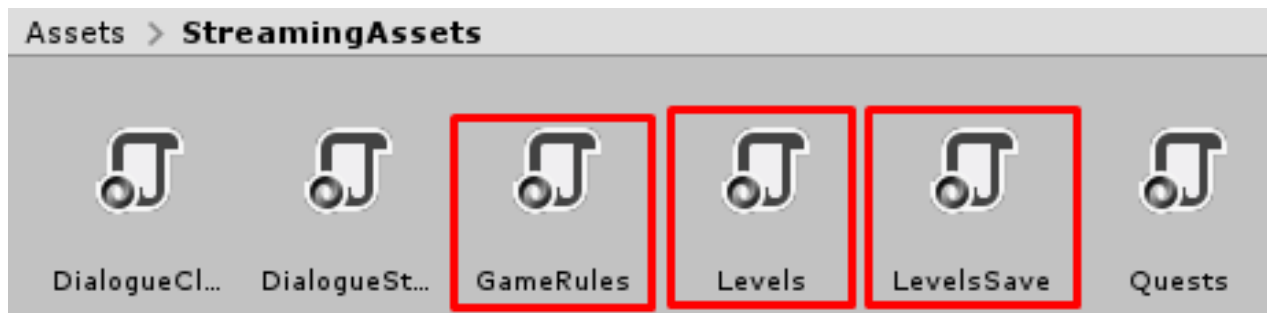 Assets > StreamingAssets
DialogueCl... DialogueSt... GameRules Levels LevelsSave Quests